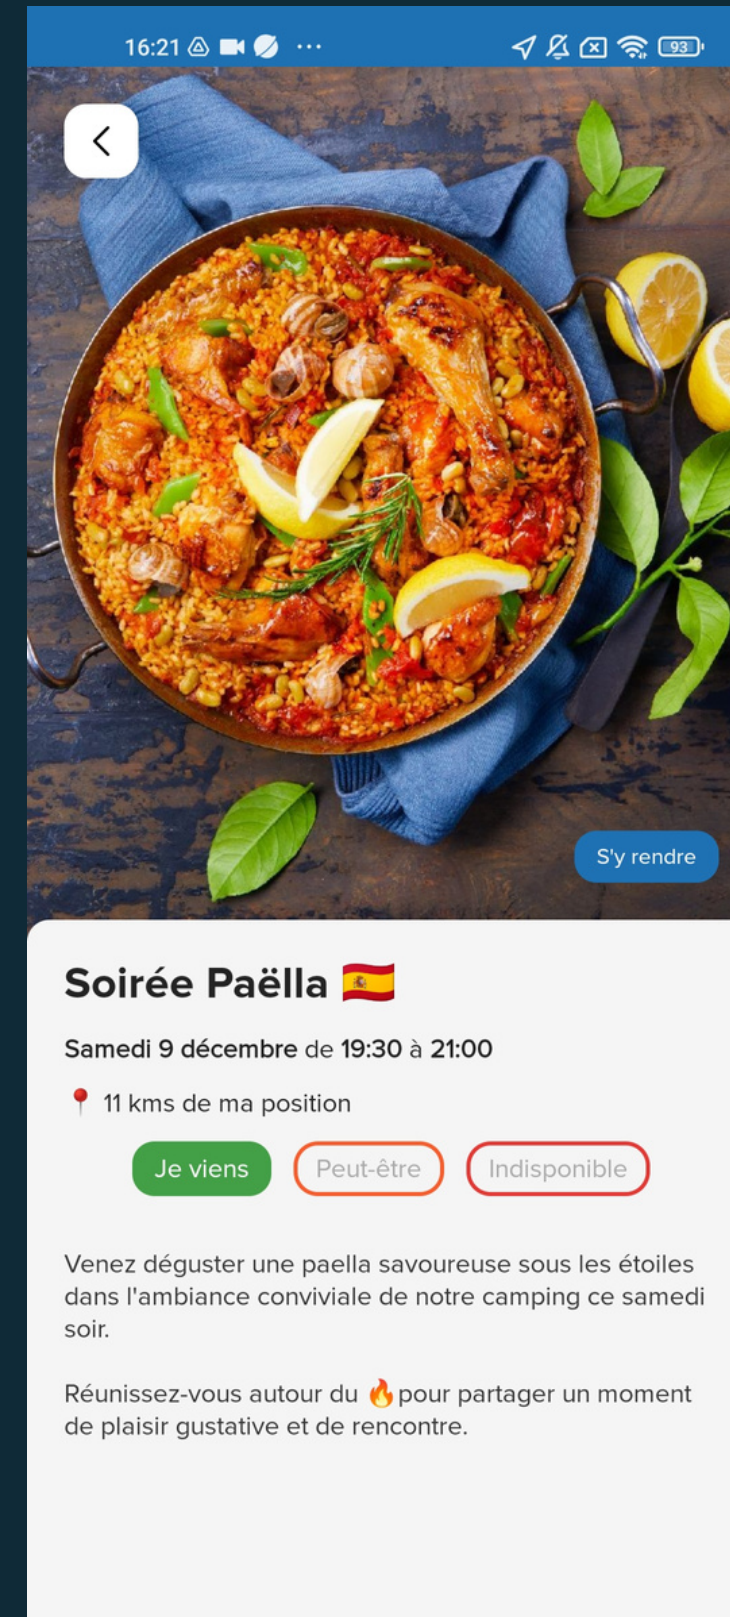 16:21
93
S'y rendre
Soirée Paëlla 🇪🇸
Samedi 9 décembre de 19:30 à 21:00
📍 11 kms de ma position
Je viens
Peut-être
Indisponible
Venez déguster une paella savoureuse sous les étoiles
dans l'ambiance conviviale de notre camping ce samedi
soir.
Réunissez-vous autour du 🔥pour partager un moment
de plaisir gustative et de rencontre.